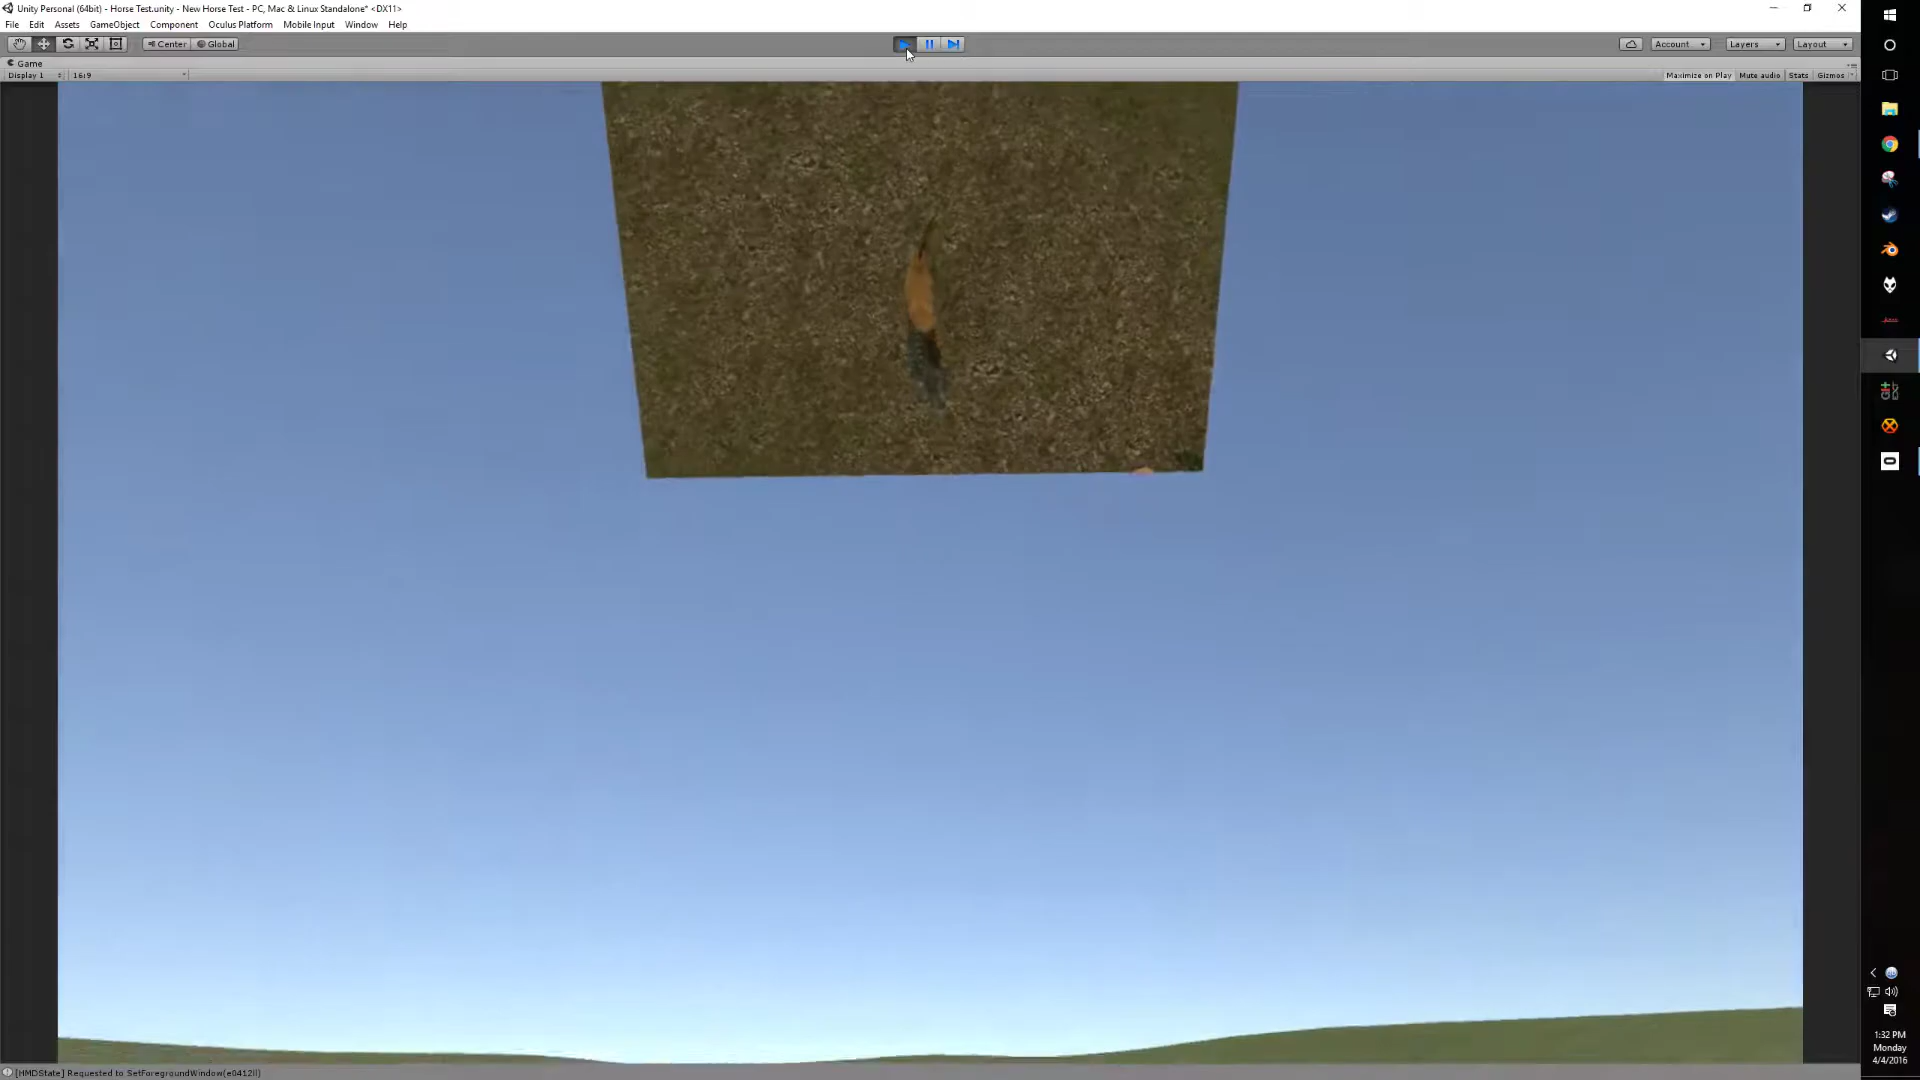 Unity Personal (64bit) - Horse Test.unity - New Horse Test - PC, Mac & Linux Standalone* <DX11>
File Edit Assets GameObject Component Oculus Platform Mobile Input Window Help
Center Global Account Layers Layout
Game
Display 1 16:9 Maximize on Play Mute audio Stats Gizmos
1:32 PM
Monday
4/4/2016
[HMDState] Requested to SetForegroundWindow(e0412ll)